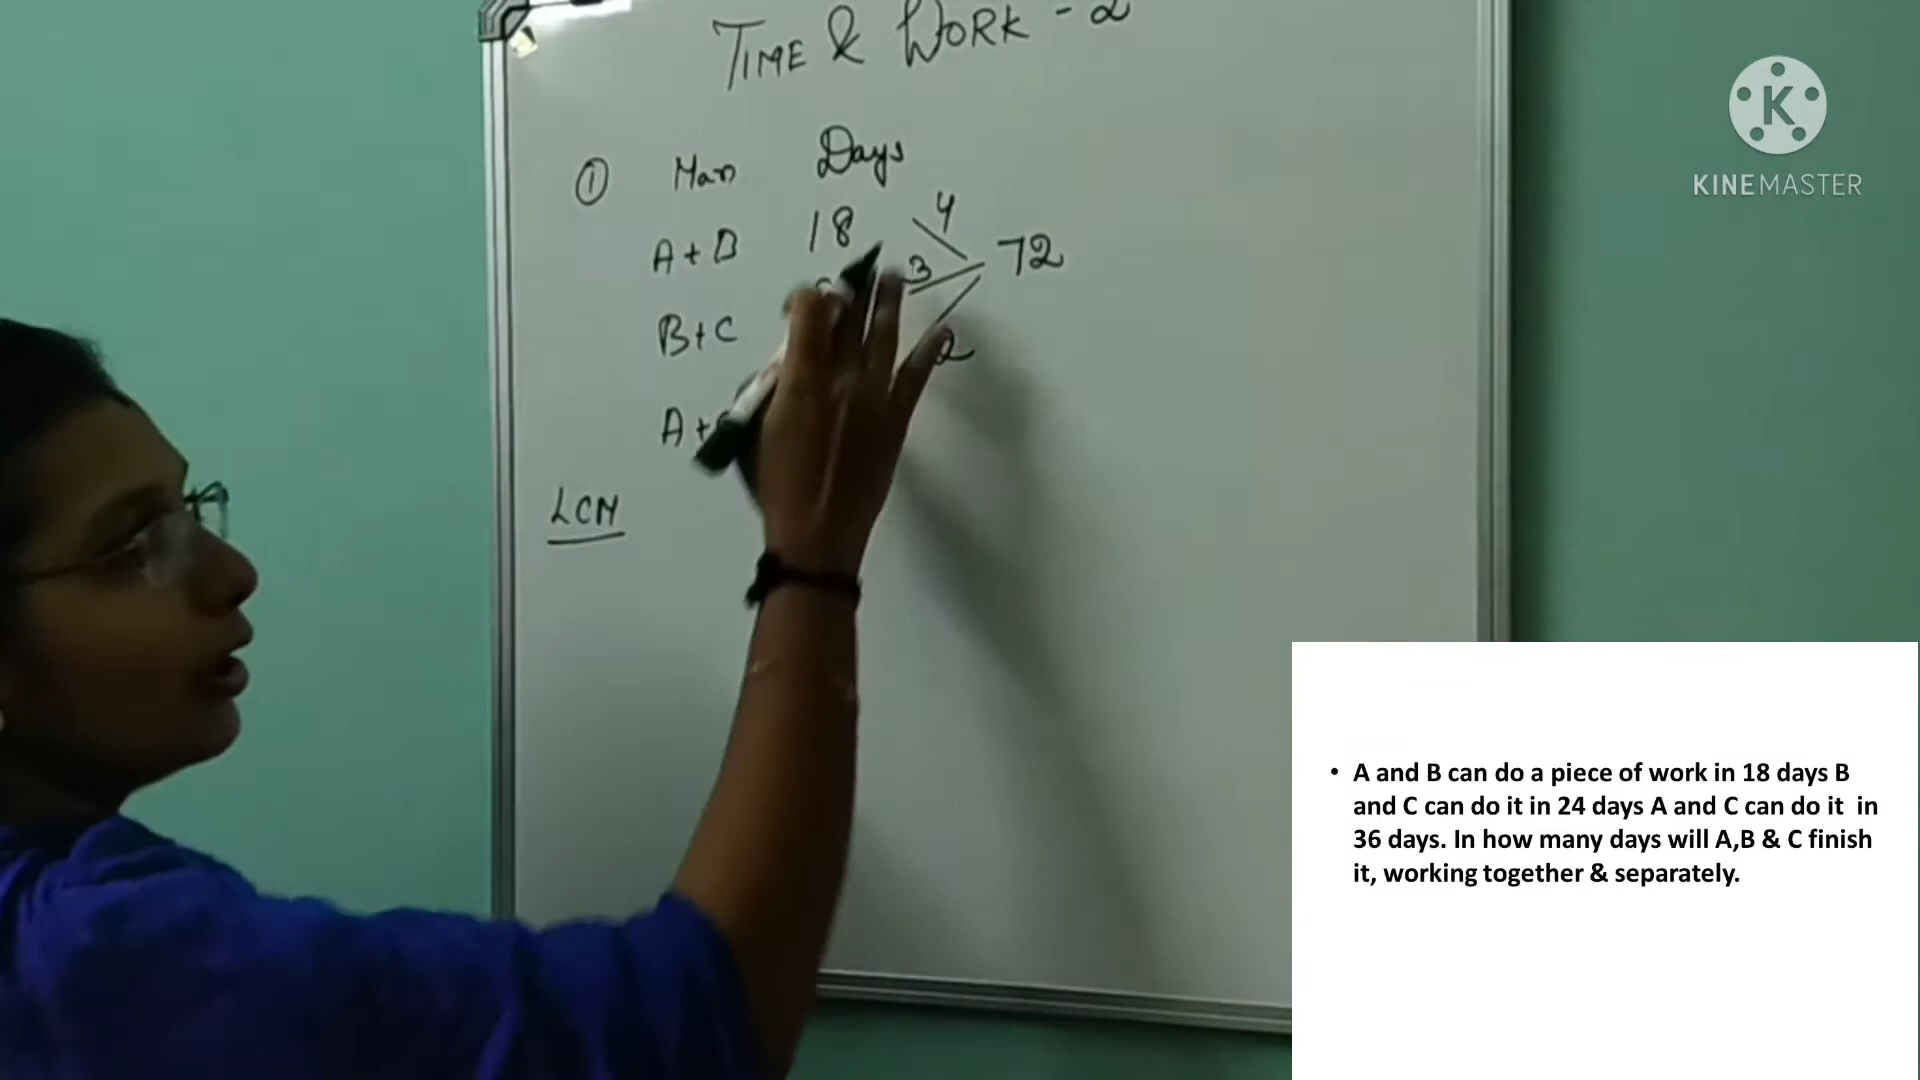 TIME & WORK - 2
① Man Days
A + B 18 4
3 72
B + C
2
A +
LCM
KINEMASTER
• A and B can do a piece of work in 18 days B
and C can do it in 24 days A and C can do it in
36 days. In how many days will A,B & C finish
it, working together & separately.